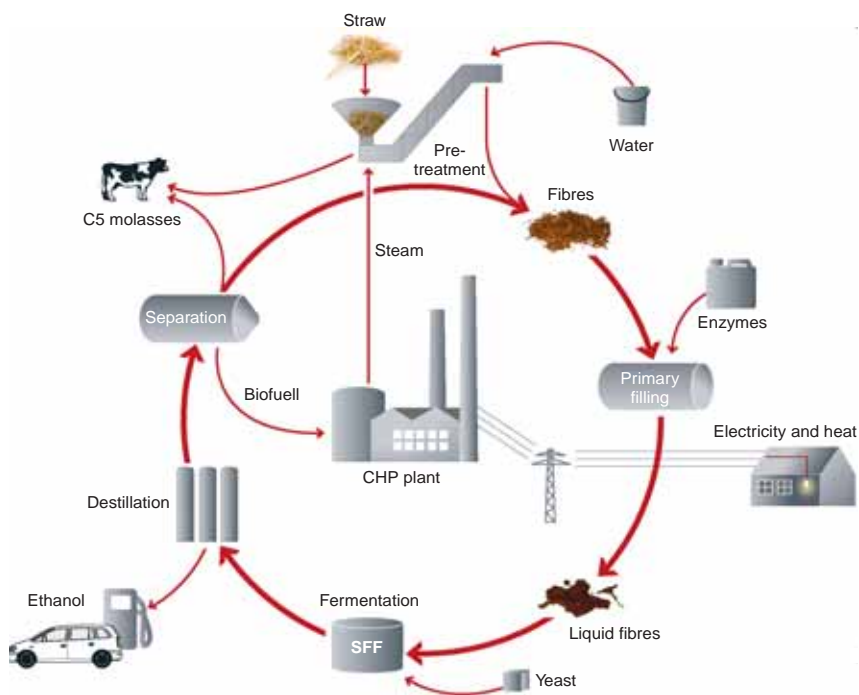 Straw
Water
Pre-
treatment
Fibres
C5 molasses
Steam
Enzymes
Separation
Primary
filling
Biofuell
Electricity and heat
CHP plant
Destillation
Ethanol
Fermentation
SFF
Liquid fibres
Yeast